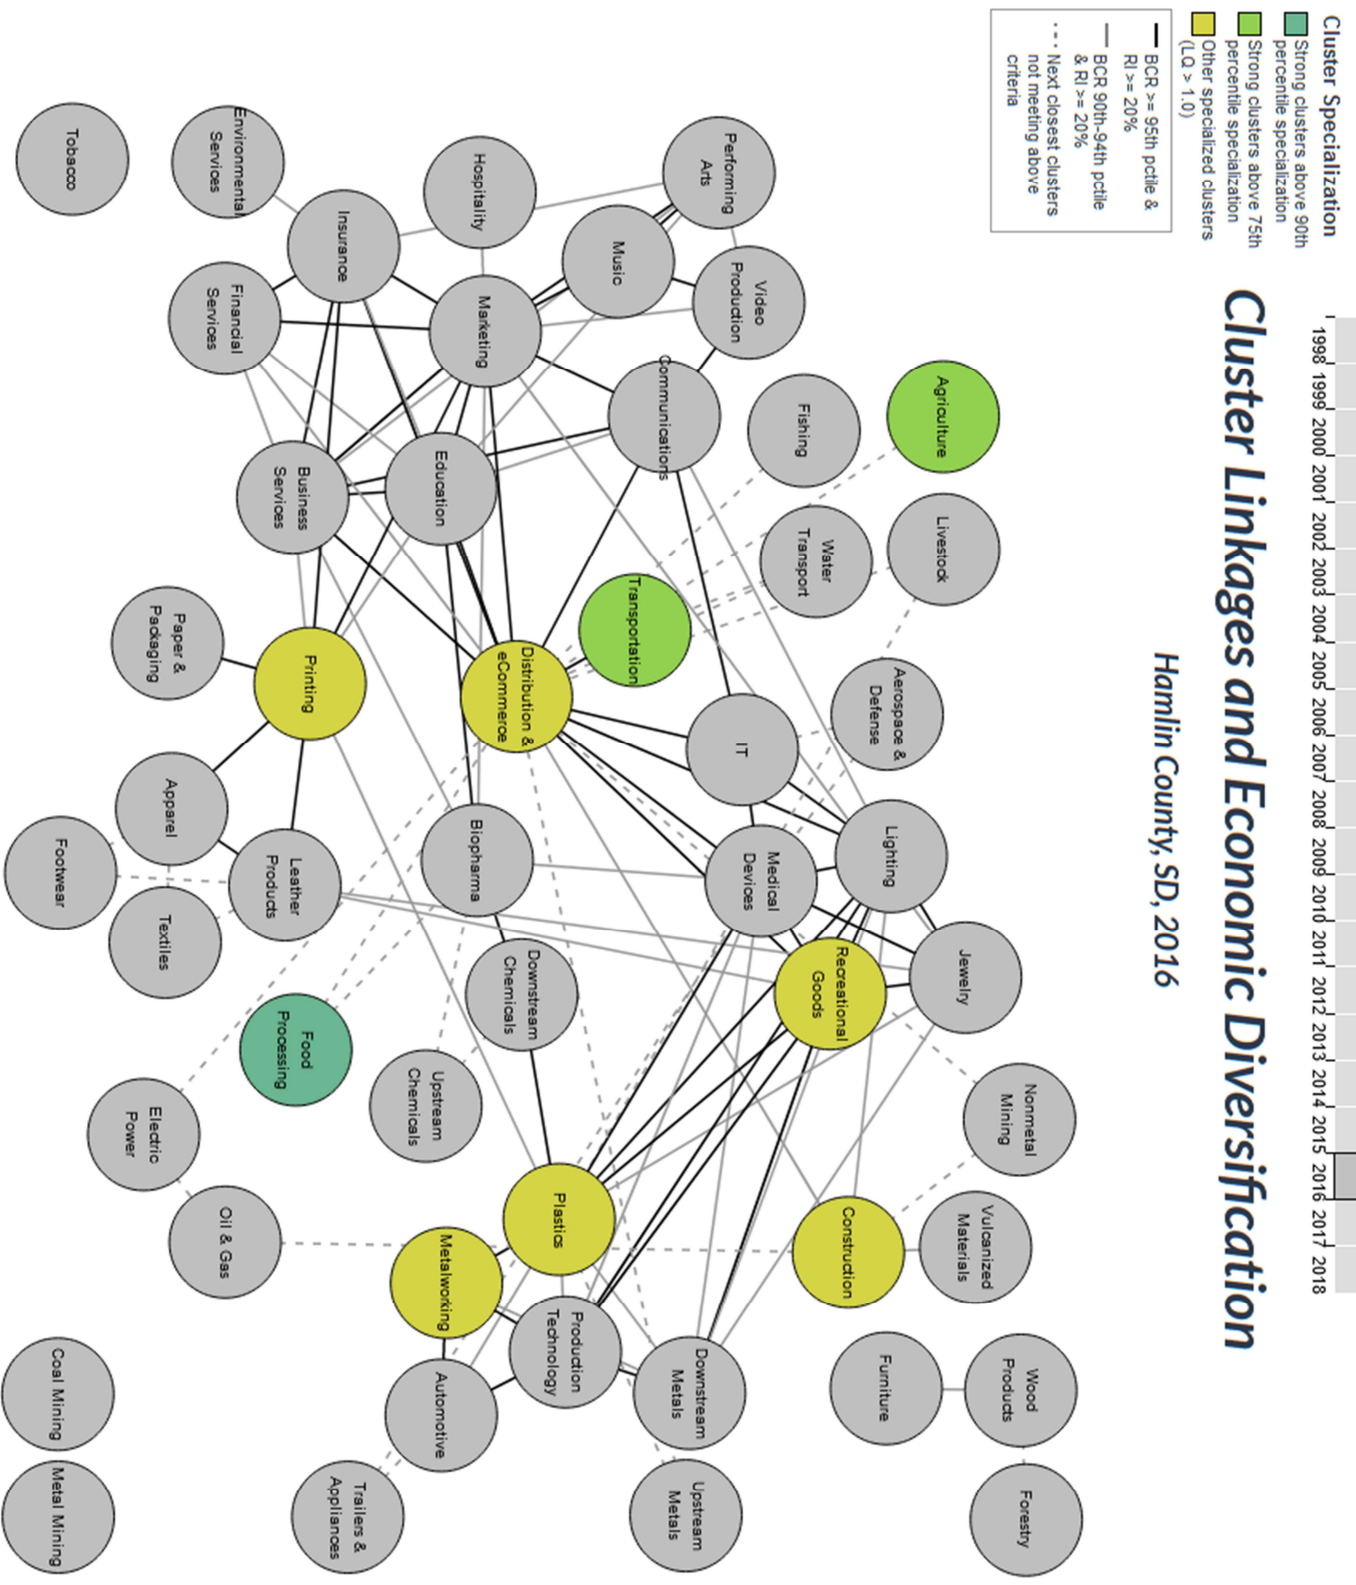 1998 1999 2000 2001 2002 2003 2004 2005 2006 2007 2008 2009 2010 2011 2012 2013 2014 2015 2016 2017 2018
Cluster Linkages and Economic Diversification
Hamlin County, SD, 2016
Cluster Specialization
Strong clusters above 90th
percentile specialization
Strong clusters above 75th
percentile specialization
Other specialized clusters
(LQ > 1.0)
BCR >= 95th pctile &
RI >= 20%
BCR 90th-94th pctile
& RI >= 20%
Next closest clusters
not meeting above
criteria
Agriculture
Livestock
Aerospace &
Defense
Lighting
Jewelry
Nonmetal
Mining
Vulcanized
Materials
Wood
Products
Forestry
Furniture
Construction
Fishing
Water
Transport
Performing
Arts
Video
Production
Music
Communications
Transportation
IT
Medical
Devices
Recreational
Goods
Downstream
Metals
Upstream
Metals
Hospitality
Marketing
Education
Distribution &
eCommerce
Biopharma
Downstream
Chemicals
Upstream
Chemicals
Plastics
Production
Technology
Metalworking
Automotive
Trailers &
Appliances
Insurance
Environmental
Services
Financial
Services
Business
Services
Printing
Paper &
Packaging
Leather
Products
Apparel
Textiles
Footwear
Food
Processing
Electric
Power
Oil & Gas
Tobacco
Coal Mining
Metal Mining